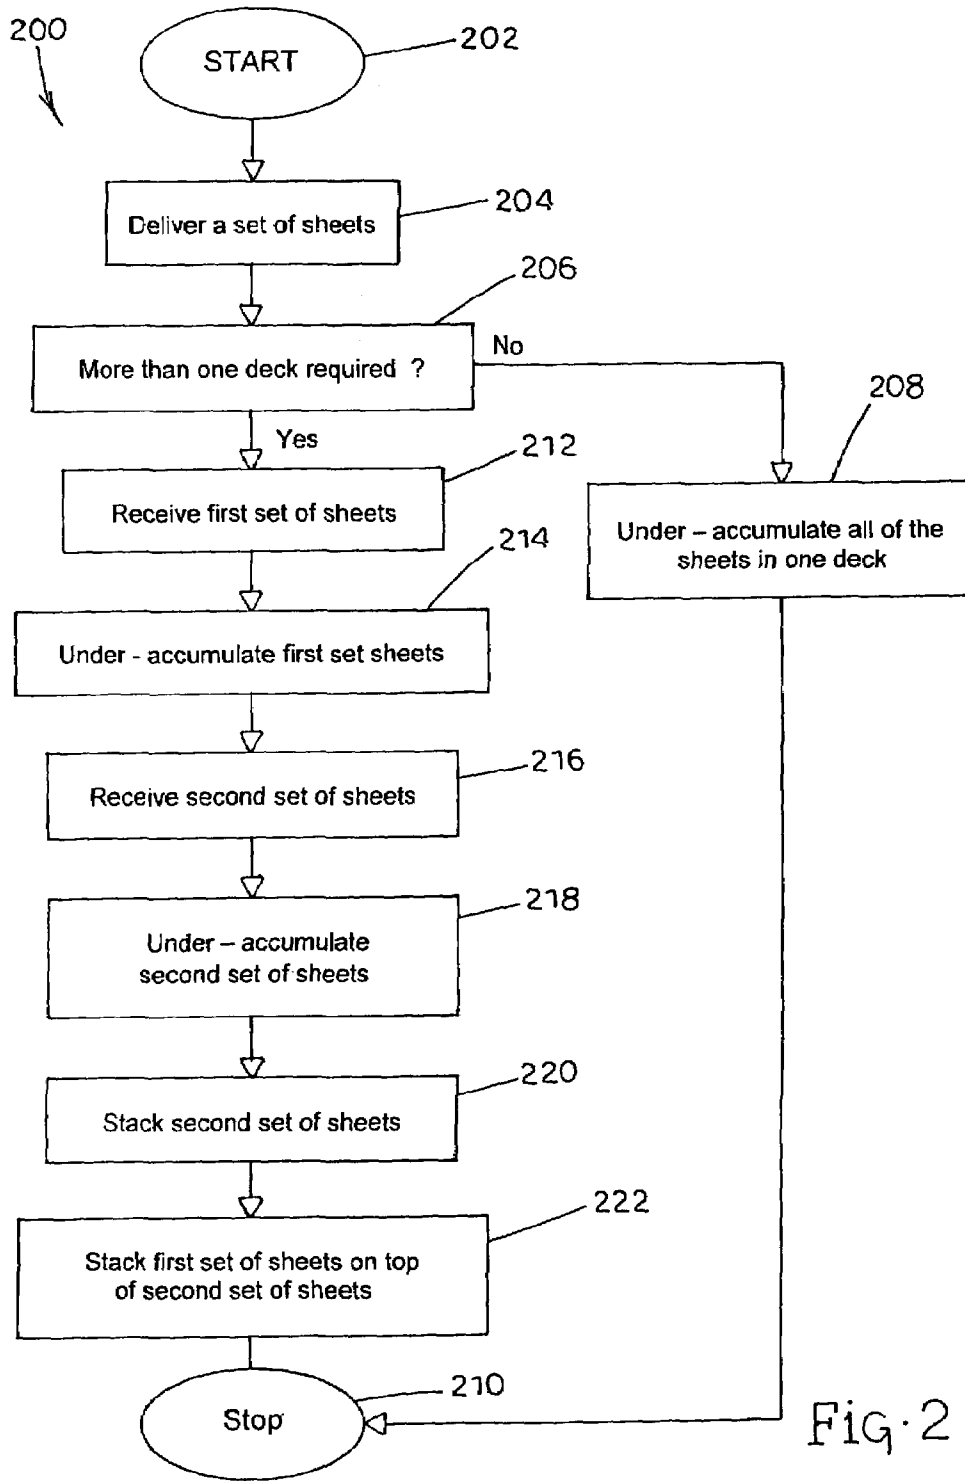 200
START
202
Deliver a set of sheets
204
More than one deck required ?
206
No
Yes
208
Under – accumulate all of the
sheets in one deck
Receive first set of sheets
212
Under - accumulate first set sheets
214
Receive second set of sheets
216
Under – accumulate
second set of sheets
218
Stack second set of sheets
220
Stack first set of sheets on top
of second set of sheets
222
Stop
210
FIG. 2